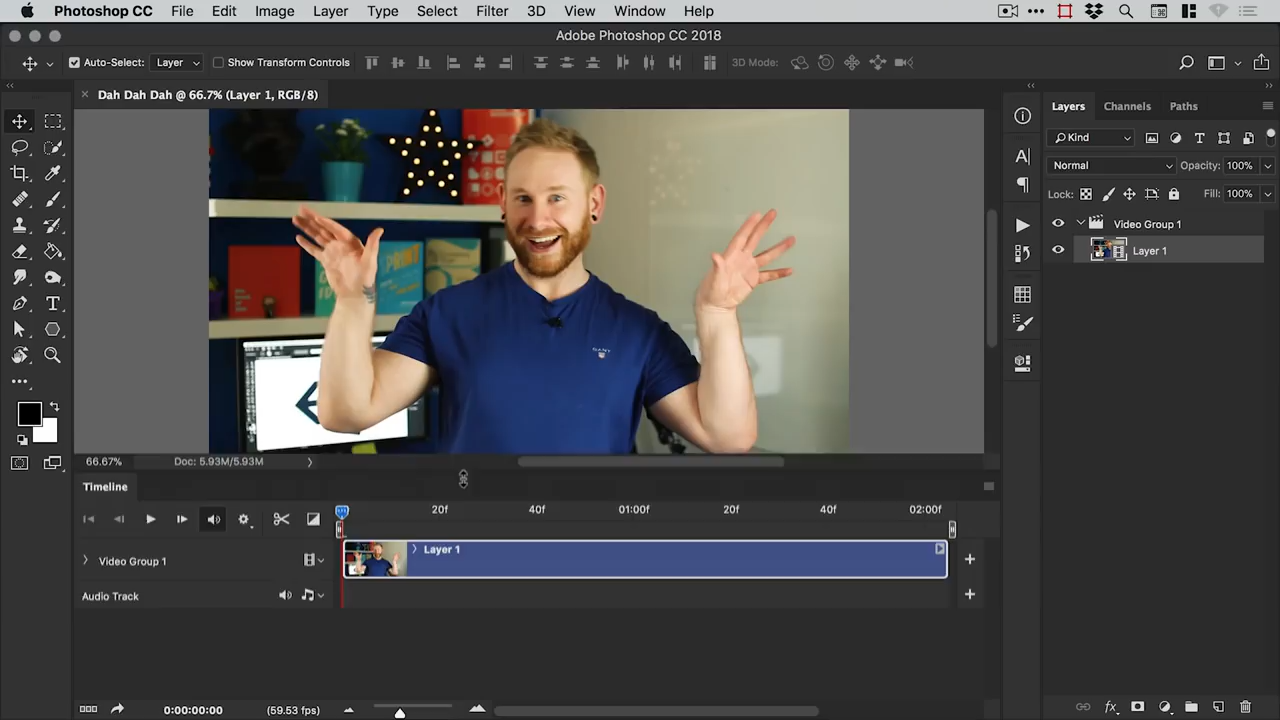 Photoshop CC File Edit Image Layer Type Select Filter 3D View Window Help
Adobe Photoshop CC 2018
Auto-Select: Layer Show Transform Controls 3D Mode:
Dah Dah Dah @ 66.7% (Layer 1, RGB/8)
Layers Channels Paths
Kind
Normal Opacity: 100%
Lock: Fill: 100%
Video Group 1
Layer 1
PRINT
GANT
66.67% Doc: 5.93M/5.93M
Timeline
20f 40f 01:00f 20f 40f 02:00f
Layer 1
Video Group 1
Audio Track
0:00:00:00 (59.53 fps)